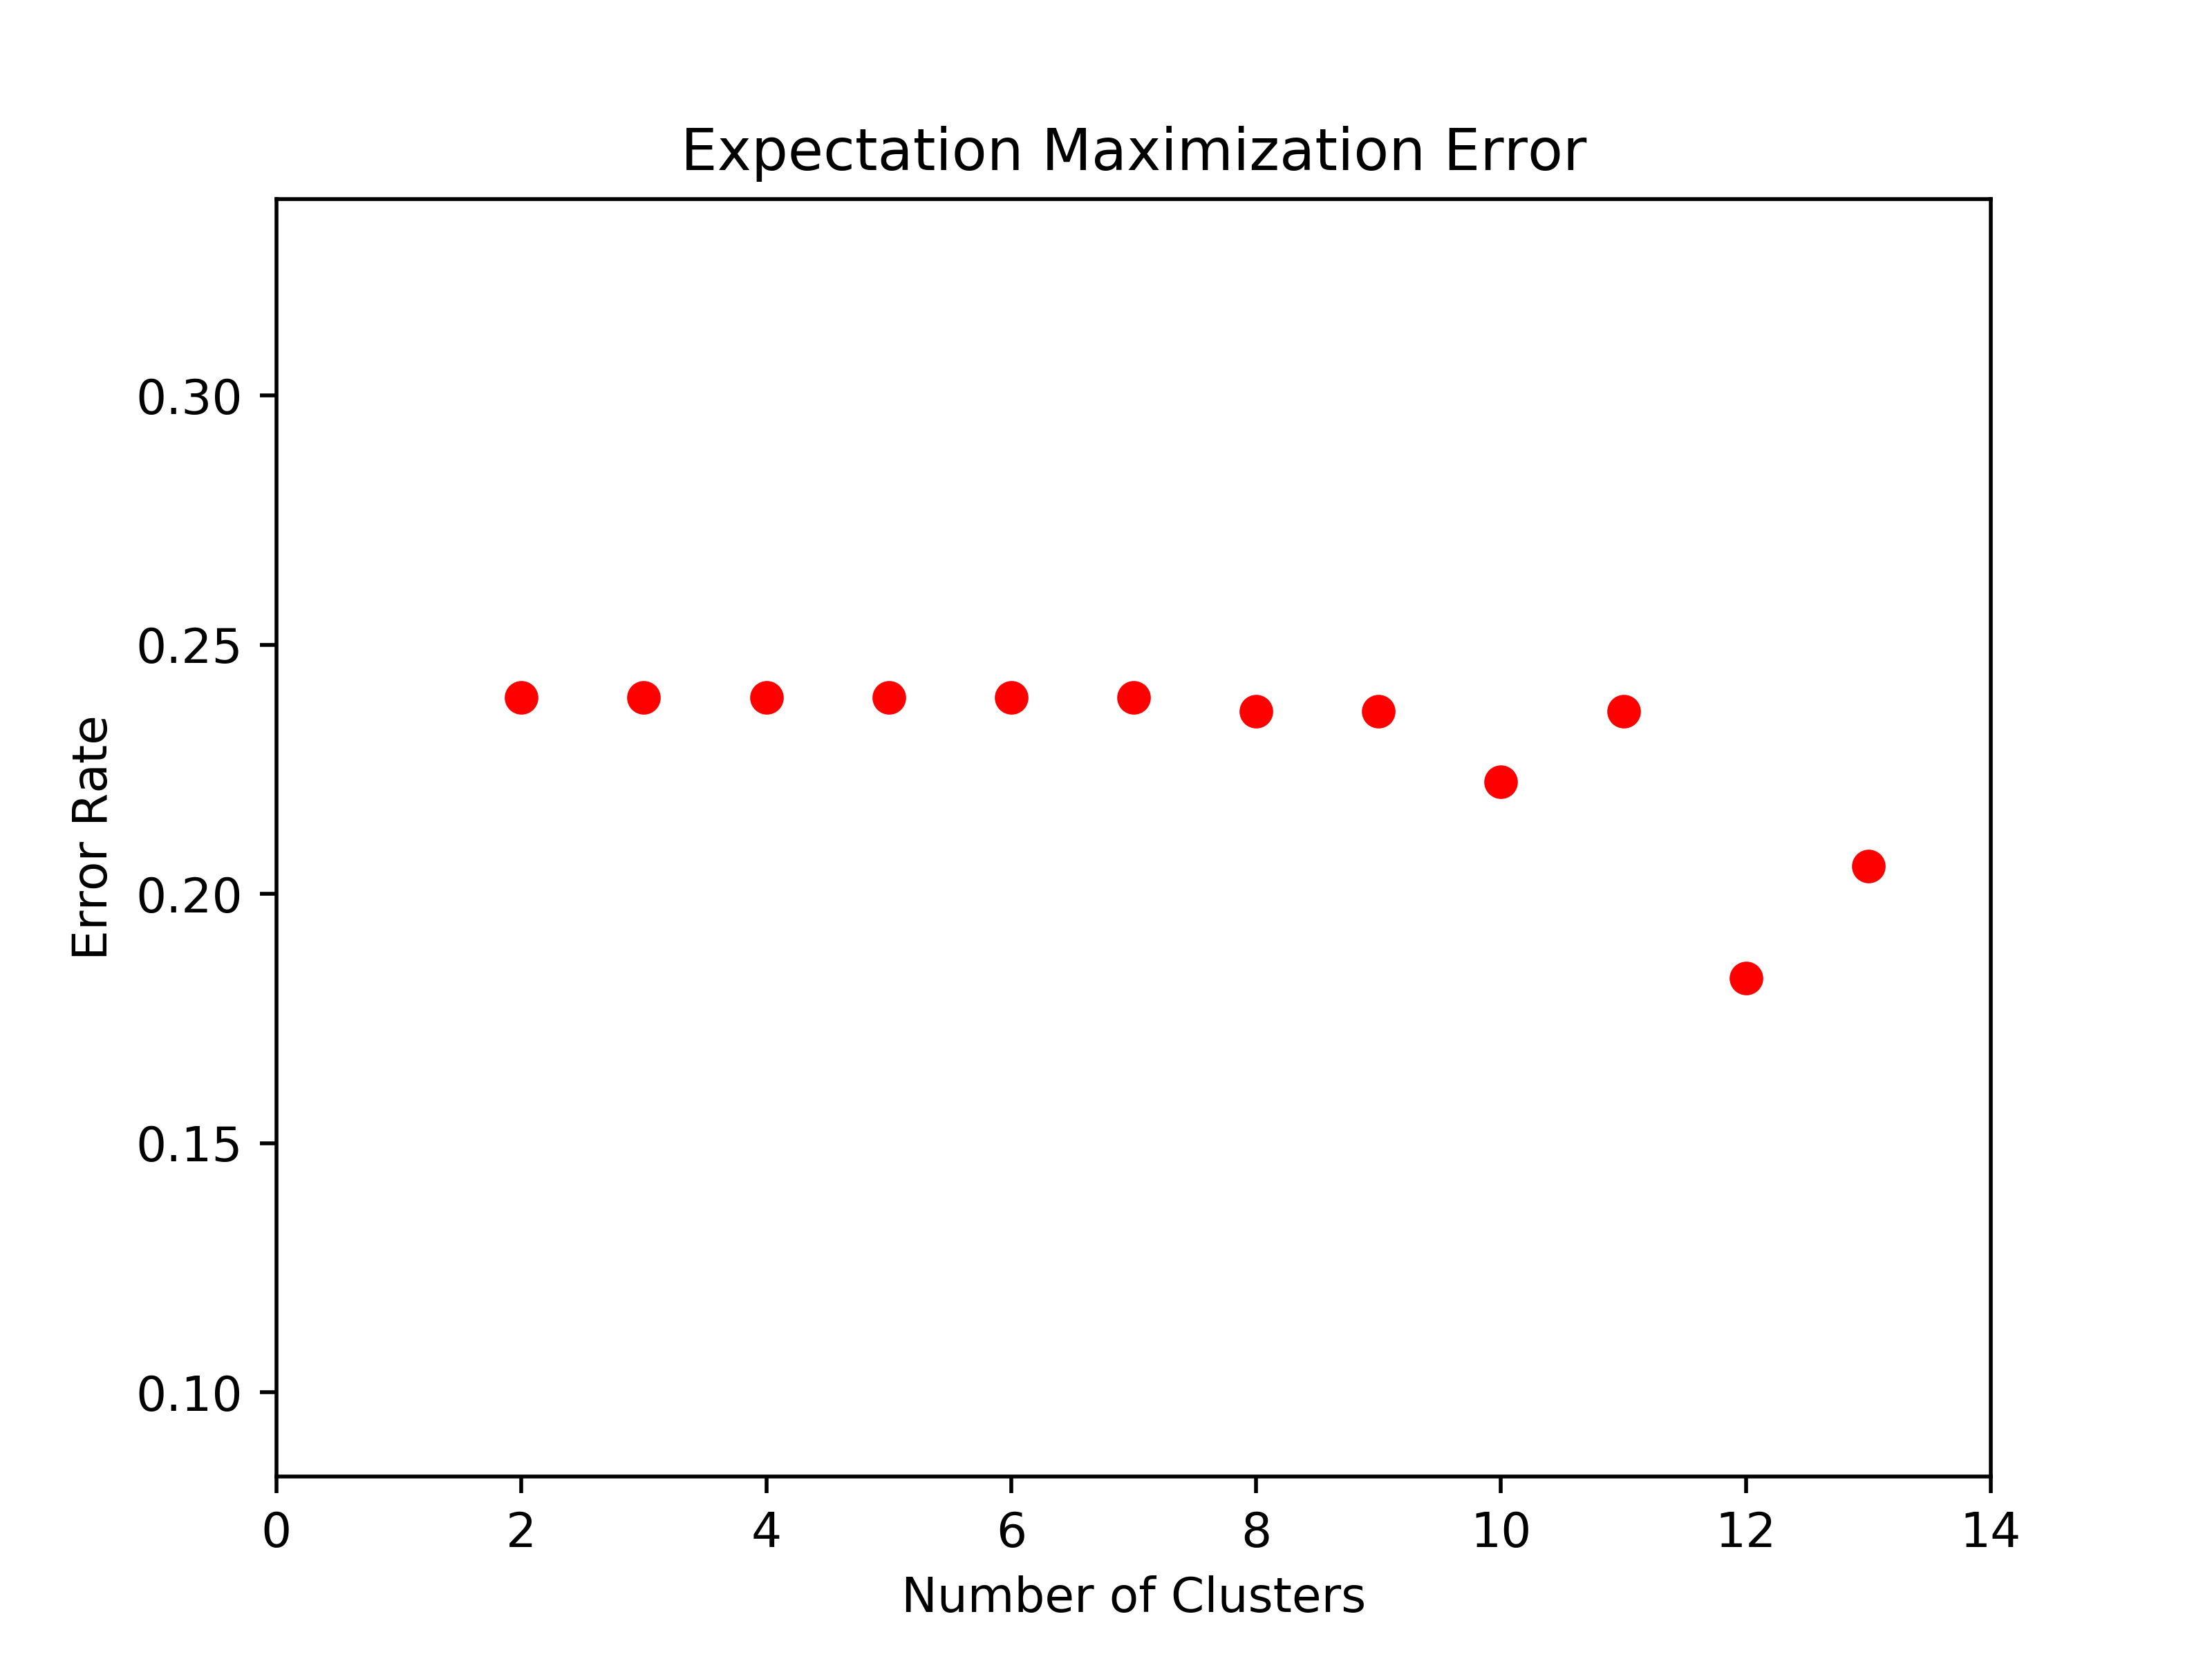 Expectation Maximization Error
0.30
0.25
0.20
0.15
0.10
Error Rate
0 2 4 6 8 10 12 14
Number of Clusters